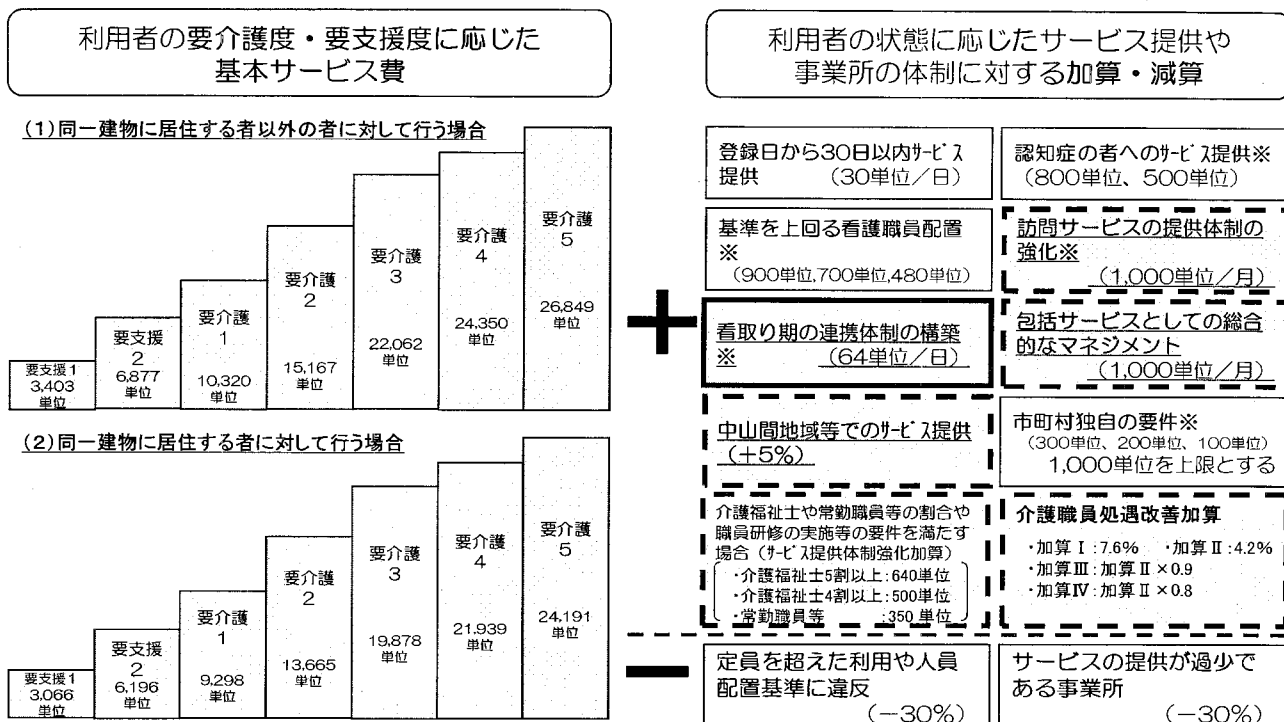 利用者の要介護度・要支援度に応じた
基本サービス費
(1)同一建物に居住する者以外の者に対して行う場合
要支援1
3,403
単位
要支援
2
6,877
単位
要介護
1
10,320
単位
要介護
2
15,167
単位
要介護
3
22,062
単位
要介護
4
24,350
単位
要介護
5
26,849
単位
(2)同一建物に居住する者に対して行う場合
要支援1
3,066
単位
要支援
2
6,196
単位
要介護
1
9,298
単位
要介護
2
13,665
単位
要介護
3
19,878
単位
要介護
4
21,939
単位
要介護
5
24,191
単位
利用者の状態に応じたサービス提供や
事業所の体制に対する加算・減算
+
登録日から30日以内ｻｰﾋﾞｽ
提供 (30単位/日)
認知症の者へのサービス提供※
(800単位、500単位)
基準を上回る看護職員配置
※
(900単位,700単位,480単位)
訪問サービスの提供体制の
強化※
(1,000単位/月)
看取り期の連携体制の構築
※ (64単位/日)
包括サービスとしての総合
的なマネジメント
(1,000単位/月)
中山間地域等でのｻｰﾋﾞｽ提供
(+5%)
市町村独自の要件※
(300単位、200単位、100単位)
1,000単位を上限とする
介護福祉士や常勤職員等の割合や
職員研修の実施等の要件を満たす
場合(ｻｰﾋﾞｽ提供体制強化加算)
・介護福祉士5割以上:640単位
・介護福祉士4割以上:500単位
・常勤職員等 :350 単位
介護職員処遇改善加算
・加算Ⅰ:7.6% ・加算Ⅱ:4.2%
・加算Ⅲ:加算Ⅱ×0.9
・加算Ⅳ:加算Ⅱ×0.8
−
定員を超えた利用や人員
配置基準に違反
(−30%)
サービスの提供が過少で
ある事業所
(−30%)